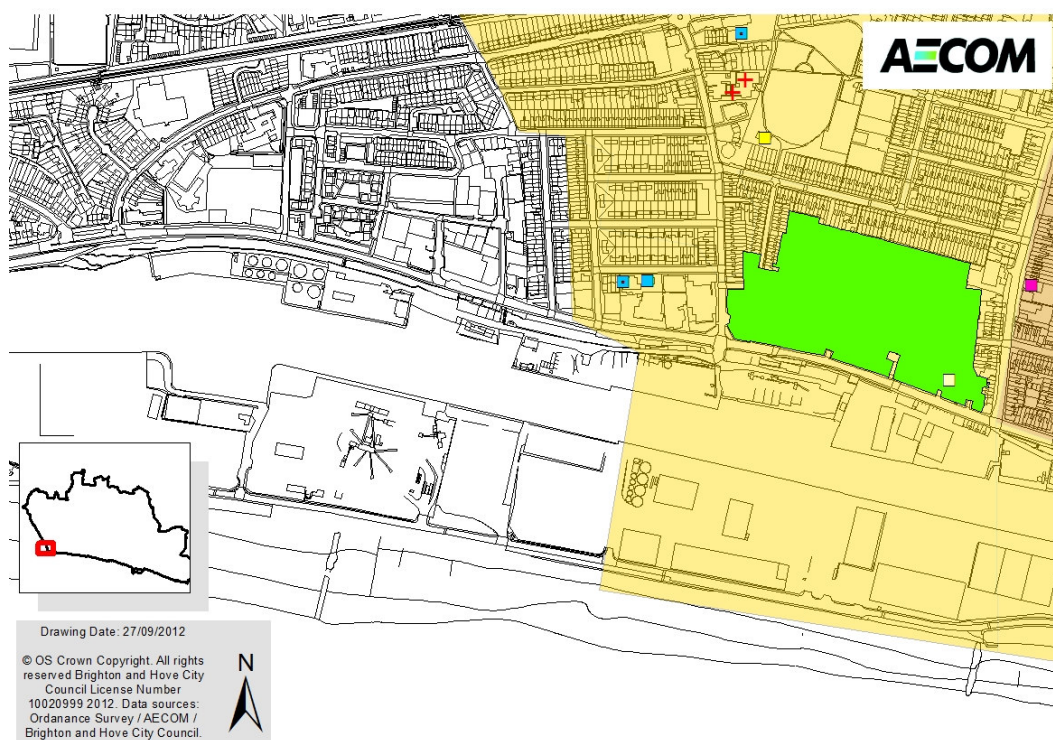 AECOM
Drawing Date: 27/09/2012
© OS Crown Copyright. All rights
reserved Brighton and Hove City
Council License Number
10020999 2012. Data sources:
Ordanance Survey / AECOM /
Brighton and Hove City Council.
N